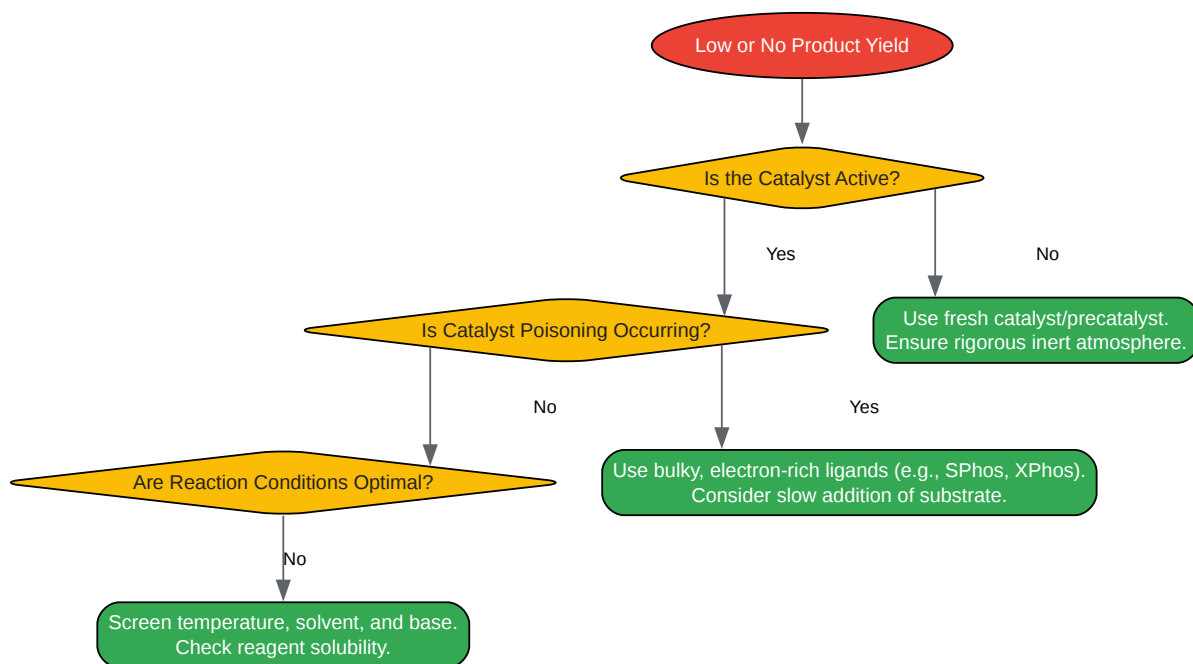 Low or No Product Yield
Is the Catalyst Active?
Yes
No
Use fresh catalyst/precatalyst.
Ensure rigorous inert atmosphere.
Is Catalyst Poisoning Occurring?
No
Yes
Use bulky, electron-rich ligands (e.g., SPhos, XPhos).
Consider slow addition of substrate.
Are Reaction Conditions Optimal?
No
Screen temperature, solvent, and base.
Check reagent solubility.